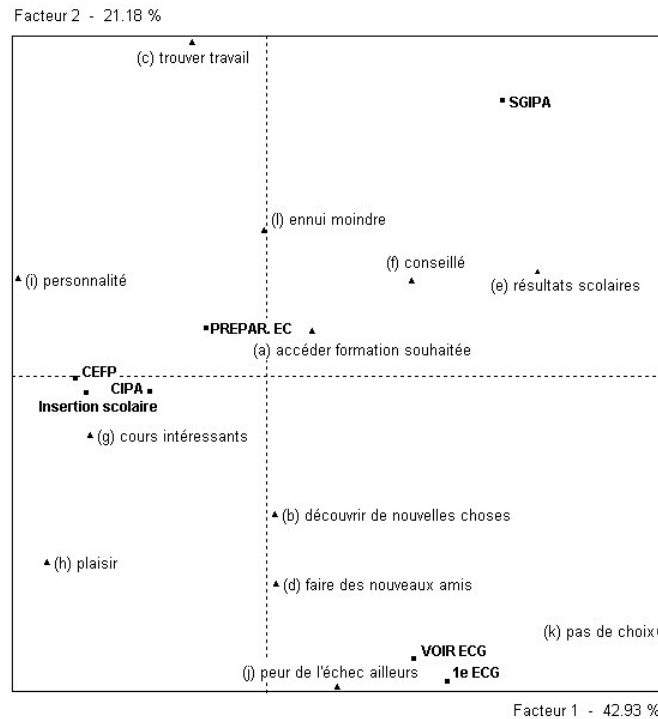 Facteur 2 - 21.18 %
(c) trouver travail
SGIPA
(l) ennui moindre
(f) conseillé
(i) personnalité
(e) résultats scolaires
PREPAR. EC
(a) accéder formation souhaitée
CEFP
CIPA
Insertion scolaire
(g) cours intéressants
(b) découvrir de nouvelles choses
(h) plaisir
(d) faire des nouveaux amis
(k) pas de choix
VOIR ECG
(j) peur de l'échec ailleurs
1e ECG
Facteur 1 - 42.93 %